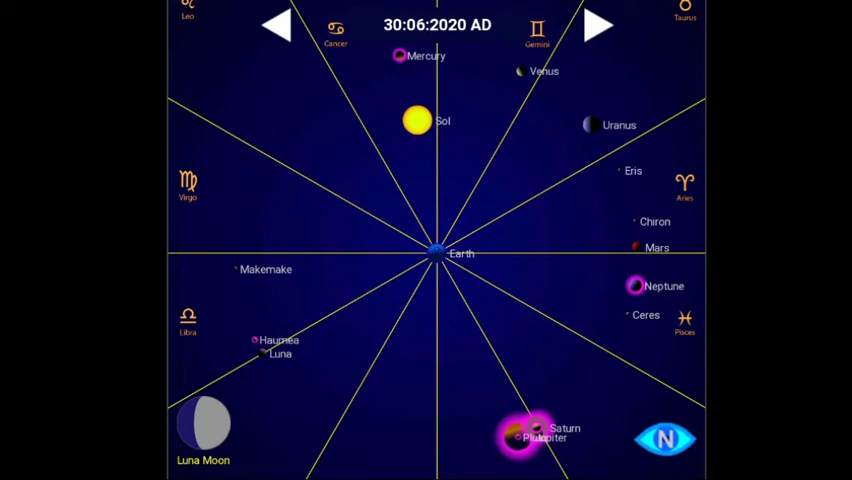 Leo
Cancer
30:06:2020 AD
Gemini
Taurus
Mercury
Venus
Sol
Uranus
Eris
Virgo
Aries
Chiron
Mars
Earth
Makemake
Neptune
Ceres
Libra
Pisces
Haumea
Luna
Saturn
Jupiter
N
Luna Moon